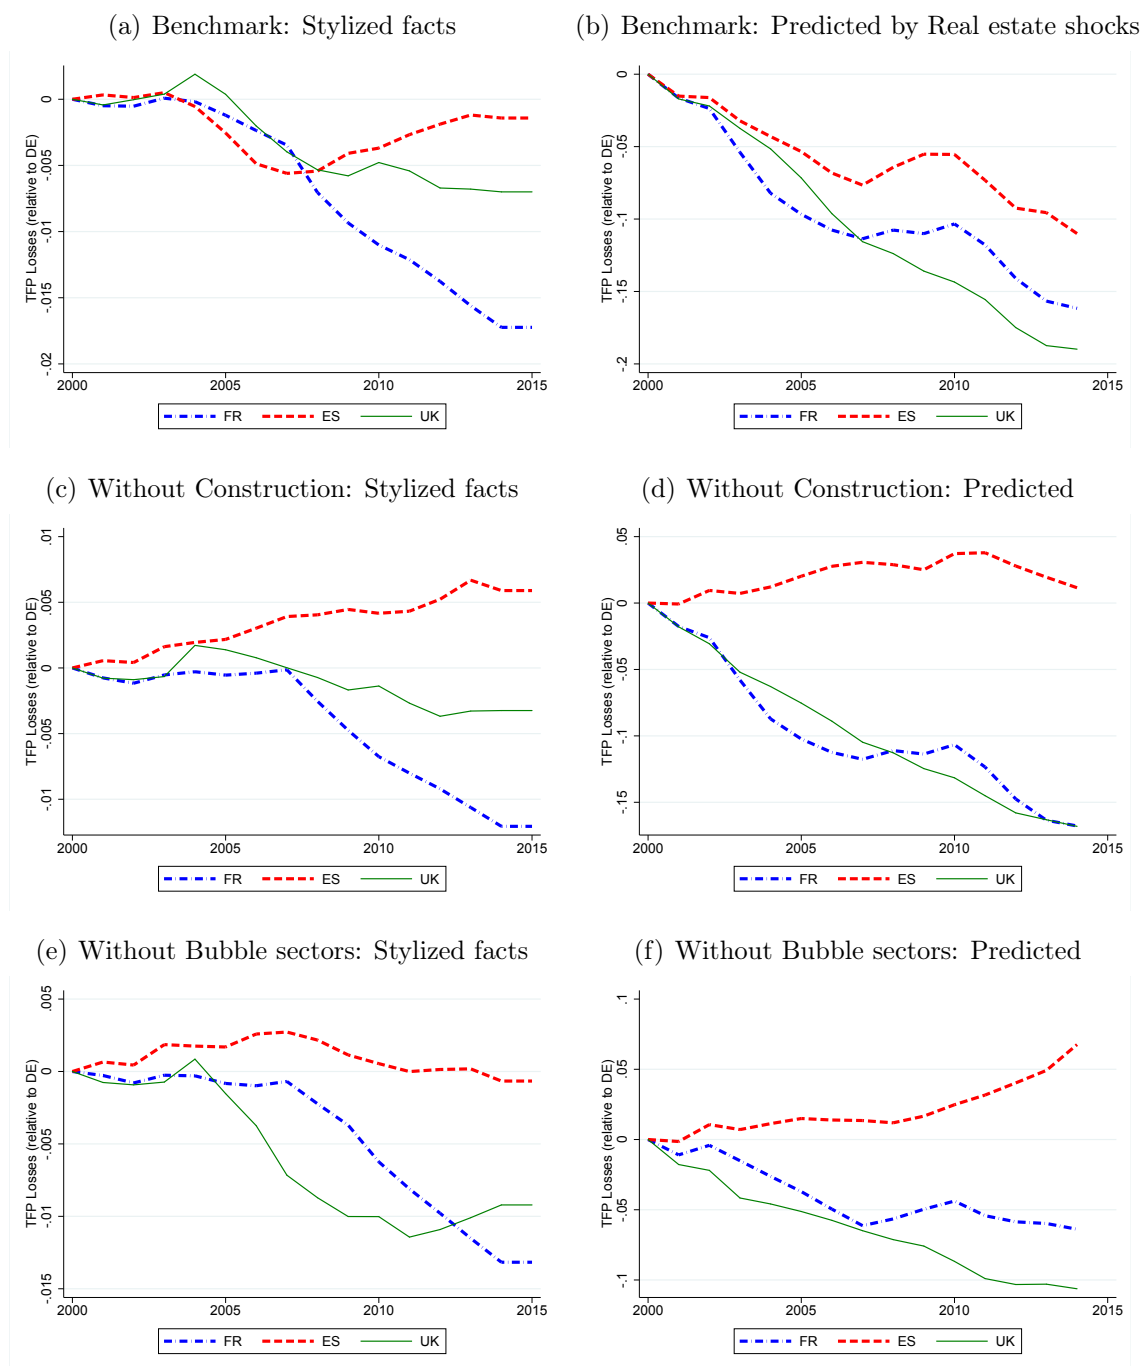 (a) Benchmark: Stylized facts
TFP Losses (relative to DE)
0
-.005
-.01
-.015
-.02
2000 2005 2010 2015
FR ES UK
(b) Benchmark: Predicted by Real estate shocks
TFP Losses (relative to DE)
0
-.05
-.1
-.15
-.2
2000 2005 2010 2015
FR ES UK
(c) Without Construction: Stylized facts
TFP Losses (relative to DE)
.01
.005
0
-.005
-.01
2000 2005 2010 2015
FR ES UK
(d) Without Construction: Predicted
TFP Losses (relative to DE)
.05
0
-.05
-.1
-.15
2000 2005 2010 2015
FR ES UK
(e) Without Bubble sectors: Stylized facts
TFP Losses (relative to DE)
.005
0
-.005
-.01
-.015
2000 2005 2010 2015
FR ES UK
(f) Without Bubble sectors: Predicted
TFP Losses (relative to DE)
.1
.05
0
-.05
-.1
2000 2005 2010 2015
FR ES UK